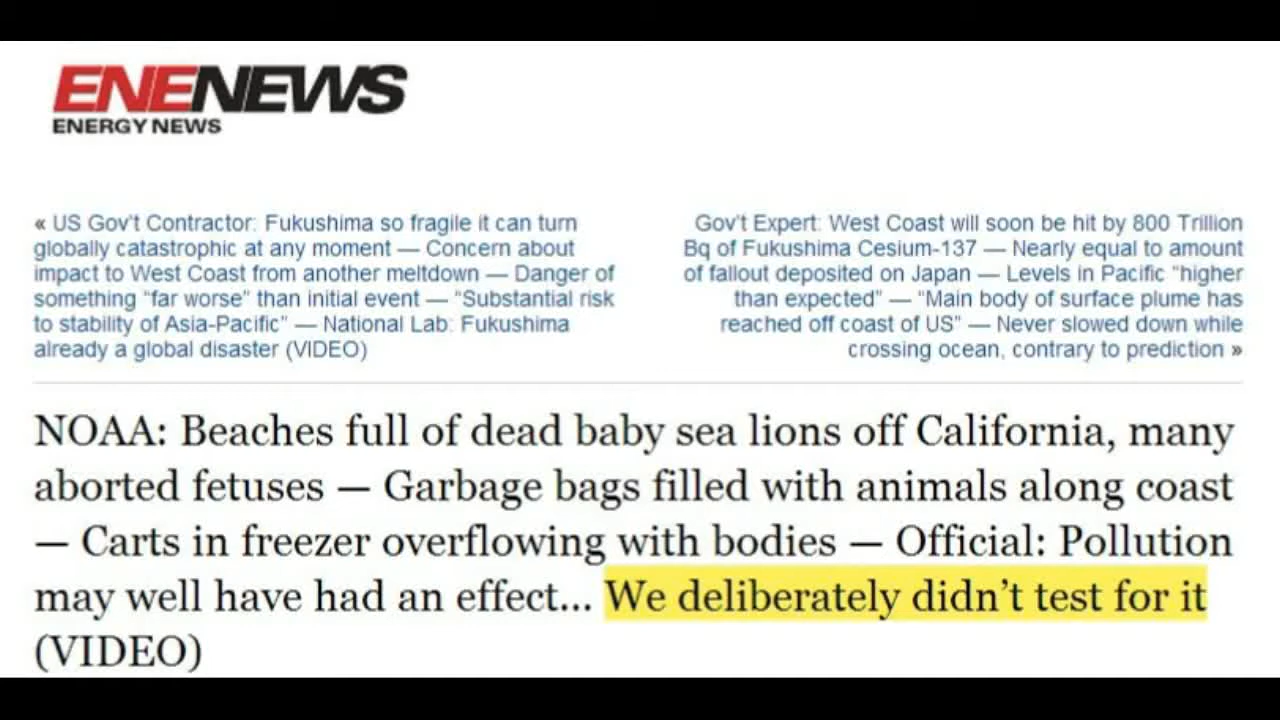 ENENEWS
ENERGY NEWS
« US Gov't Contractor: Fukushima so fragile it can turn
globally catastrophic at any moment — Concern about
impact to West Coast from another meltdown — Danger of
something “far worse” than initial event — “Substantial risk
to stability of Asia-Pacific” — National Lab: Fukushima
already a global disaster (VIDEO)
Gov't Expert: West Coast will soon be hit by 800 Trillion
Bq of Fukushima Cesium-137 — Nearly equal to amount
of fallout deposited on Japan — Levels in Pacific “higher
than expected” — “Main body of surface plume has
reached off coast of US” — Never slowed down while
crossing ocean, contrary to prediction »
NOAA: Beaches full of dead baby sea lions off California, many
aborted fetuses — Garbage bags filled with animals along coast
— Carts in freezer overflowing with bodies — Official: Pollution
may well have had an effect... We deliberately didn’t test for it
(VIDEO)